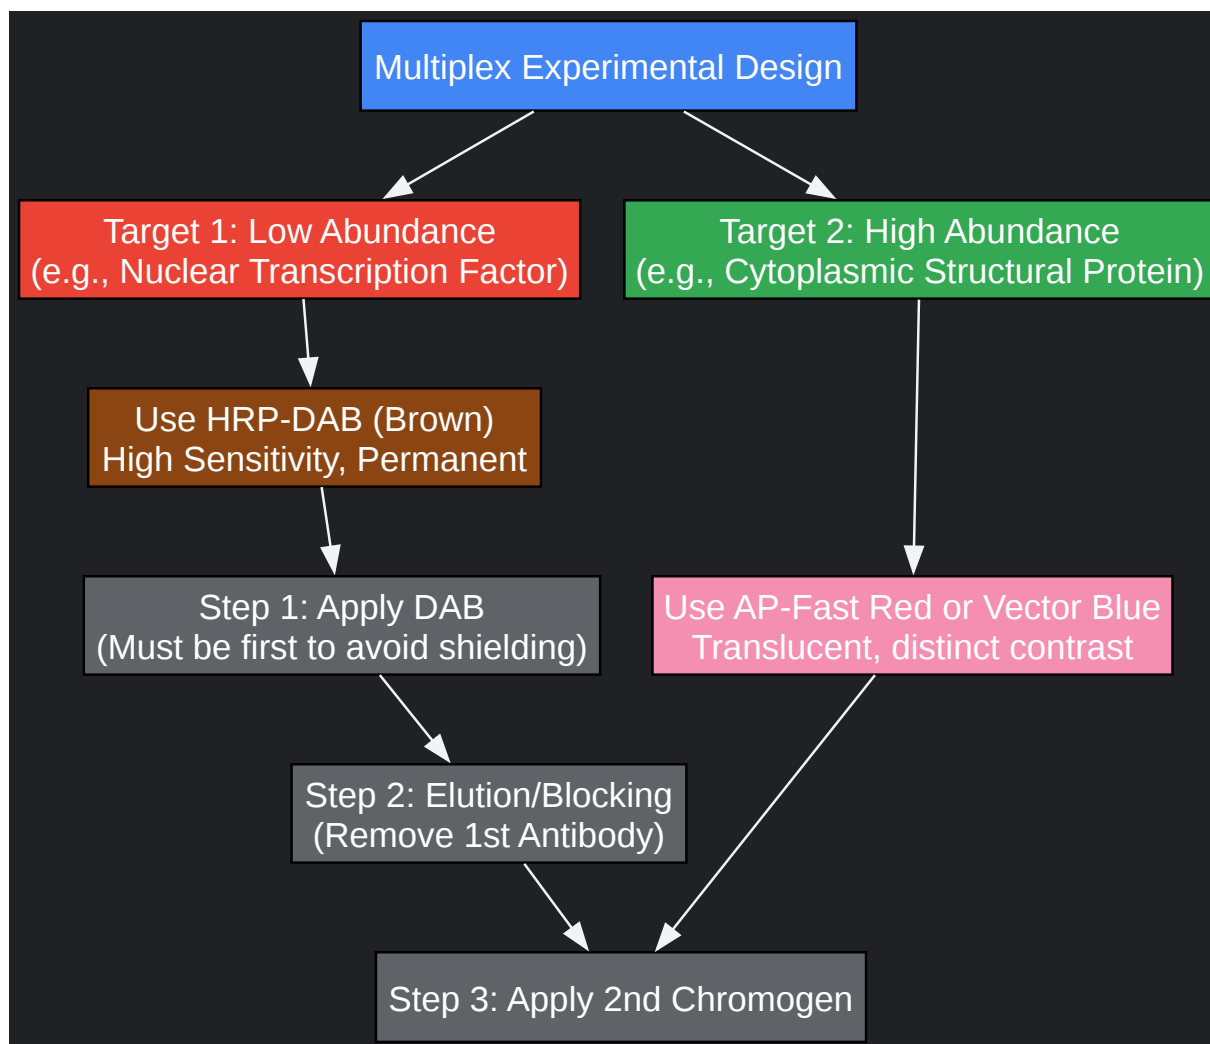 Multiplex Experimental Design
Target 1: Low Abundance
(e.g., Nuclear Transcription Factor)
Target 2: High Abundance
(e.g., Cytoplasmic Structural Protein)
Use HRP-DAB (Brown)
High Sensitivity, Permanent
Step 1: Apply DAB
(Must be first to avoid shielding)
Use AP-Fast Red or Vector Blue
Translucent, distinct contrast
Step 2: Elution/Blocking
(Remove 1st Antibody)
Step 3: Apply 2nd Chromogen